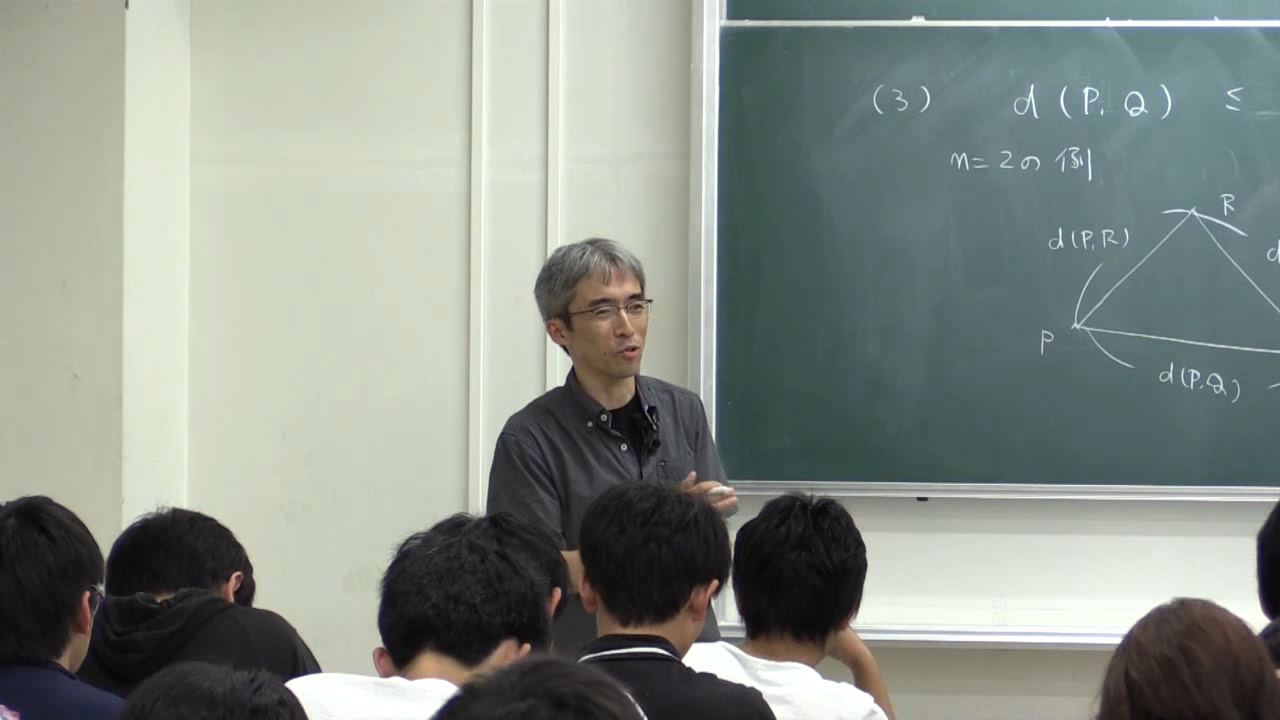 (3) d(P, Q) ≤
n=2の例
R
d(P,R)
d
P
d(P,Q)